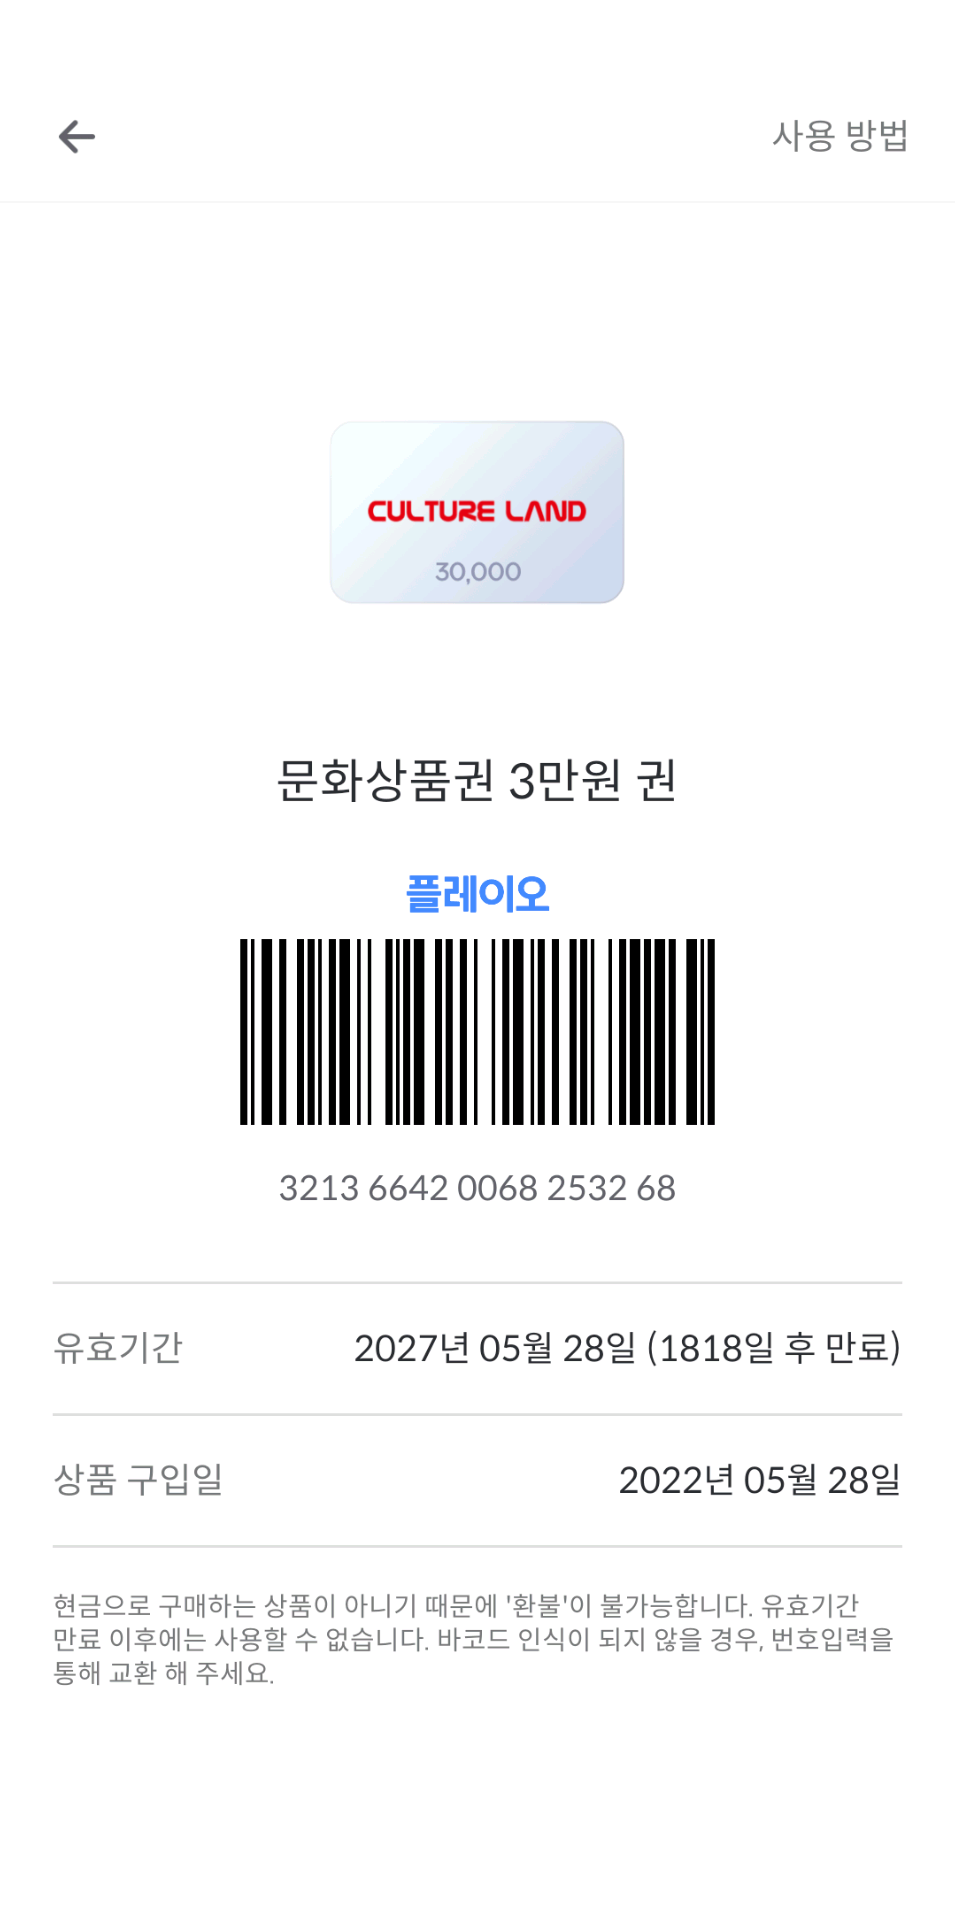 사용 방법
CULTURE LAND
30,000
문화상품권 3만원 권
플레이오
3213 6642 0068 2532 68
유효기간 2027년 05월 28일 (1818일 후 만료)
상품 구입일 2022년 05월 28일
현금으로 구매하는 상품이 아니기 때문에 '환불'이 불가능합니다. 유효기간
만료 이후에는 사용할 수 없습니다. 바코드 인식이 되지 않을 경우, 번호입력을
통해 교환 해 주세요.